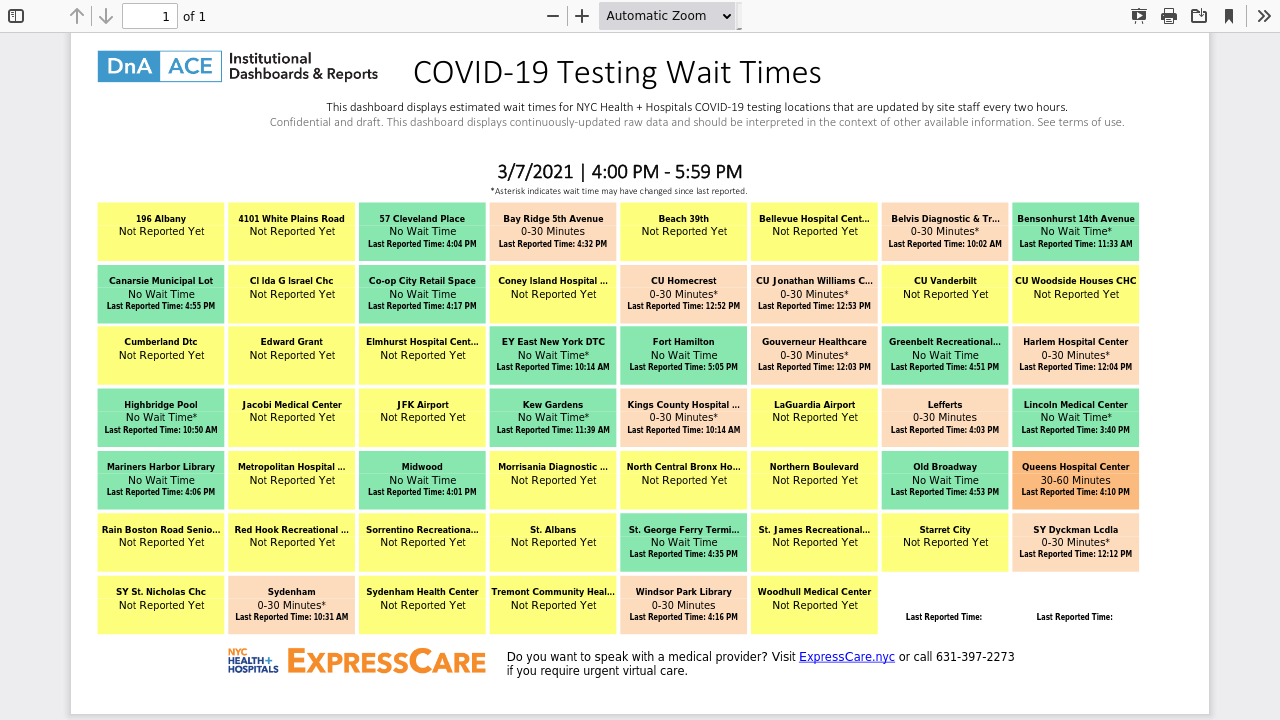 1 of 1
Automatic Zoom
DnA ACE Institutional
Dashboards & Reports
COVID-19 Testing Wait Times
This dashboard displays estimated wait times for NYC Health + Hospitals COVID-19 testing locations that are updated by site staff every two hours.
Confidential and draft. This dashboard displays continuously-updated raw data and should be interpreted in the context of other available information. See terms of use.
3/7/2021 | 4:00 PM - 5:59 PM
*Asterisk indicates wait time may have changed since last reported.
196 Albany
Not Reported Yet
4101 White Plains Road
Not Reported Yet
57 Cleveland Place
No Wait Time
Last Reported Time: 4:04 PM
Bay Ridge 5th Avenue
0-30 Minutes
Last Reported Time: 4:32 PM
Beach 39th
Not Reported Yet
Bellevue Hospital Cent...
Not Reported Yet
Belvis Diagnostic & Tr...
0-30 Minutes*
Last Reported Time: 10:02 AM
Bensonhurst 14th Avenue
No Wait Time*
Last Reported Time: 11:33 AM
Canarsie Municipal Lot
No Wait Time
Last Reported Time: 4:55 PM
Cl Ida G Israel Chc
Not Reported Yet
Co-op City Retail Space
No Wait Time
Last Reported Time: 4:17 PM
Coney Island Hospital ...
Not Reported Yet
CU Homecrest
0-30 Minutes*
Last Reported Time: 12:52 PM
CU Jonathan Williams C...
0-30 Minutes*
Last Reported Time: 12:53 PM
CU Vanderbilt
Not Reported Yet
CU Woodside Houses CHC
Not Reported Yet
Cumberland Dtc
Not Reported Yet
Edward Grant
Not Reported Yet
Elmhurst Hospital Cent...
Not Reported Yet
EY East New York DTC
No Wait Time*
Last Reported Time: 10:14 AM
Fort Hamilton
No Wait Time
Last Reported Time: 5:05 PM
Gouverneur Healthcare
0-30 Minutes*
Last Reported Time: 12:03 PM
Greenbelt Recreational...
No Wait Time
Last Reported Time: 4:51 PM
Harlem Hospital Center
0-30 Minutes*
Last Reported Time: 12:04 PM
Highbridge Pool
No Wait Time*
Last Reported Time: 10:50 AM
Jacobi Medical Center
Not Reported Yet
JFK Airport
Not Reported Yet
Kew Gardens
No Wait Time*
Last Reported Time: 11:39 AM
Kings County Hospital ...
0-30 Minutes*
Last Reported Time: 10:14 AM
LaGuardia Airport
Not Reported Yet
Lefferts
0-30 Minutes
Last Reported Time: 4:03 PM
Lincoln Medical Center
No Wait Time*
Last Reported Time: 3:40 PM
Mariners Harbor Library
No Wait Time
Last Reported Time: 4:06 PM
Metropolitan Hospital ...
Not Reported Yet
Midwood
No Wait Time
Last Reported Time: 4:01 PM
Morrisania Diagnostic ...
Not Reported Yet
North Central Bronx Ho...
Not Reported Yet
Northern Boulevard
Not Reported Yet
Old Broadway
No Wait Time
Last Reported Time: 4:53 PM
Queens Hospital Center
30-60 Minutes
Last Reported Time: 4:10 PM
Rain Boston Road Senio...
Not Reported Yet
Red Hook Recreational ...
Not Reported Yet
Sorrentino Recreationa...
Not Reported Yet
St. Albans
Not Reported Yet
St. George Ferry Termi...
No Wait Time
Last Reported Time: 4:35 PM
St. James Recreational...
Not Reported Yet
Starret City
Not Reported Yet
SY Dyckman Lcdla
0-30 Minutes*
Last Reported Time: 12:12 PM
SY St. Nicholas Chc
Not Reported Yet
Sydenham
0-30 Minutes*
Last Reported Time: 10:31 AM
Sydenham Health Center
Not Reported Yet
Tremont Community Heal...
Not Reported Yet
Windsor Park Library
0-30 Minutes
Last Reported Time: 4:16 PM
Woodhull Medical Center
Not Reported Yet
Last Reported Time:
Last Reported Time:
NYC
HEALTH+
HOSPITALS
EXPRESSCARE
Do you want to speak with a medical provider? Visit ExpressCare.nyc or call 631-397-2273
if you require urgent virtual care.